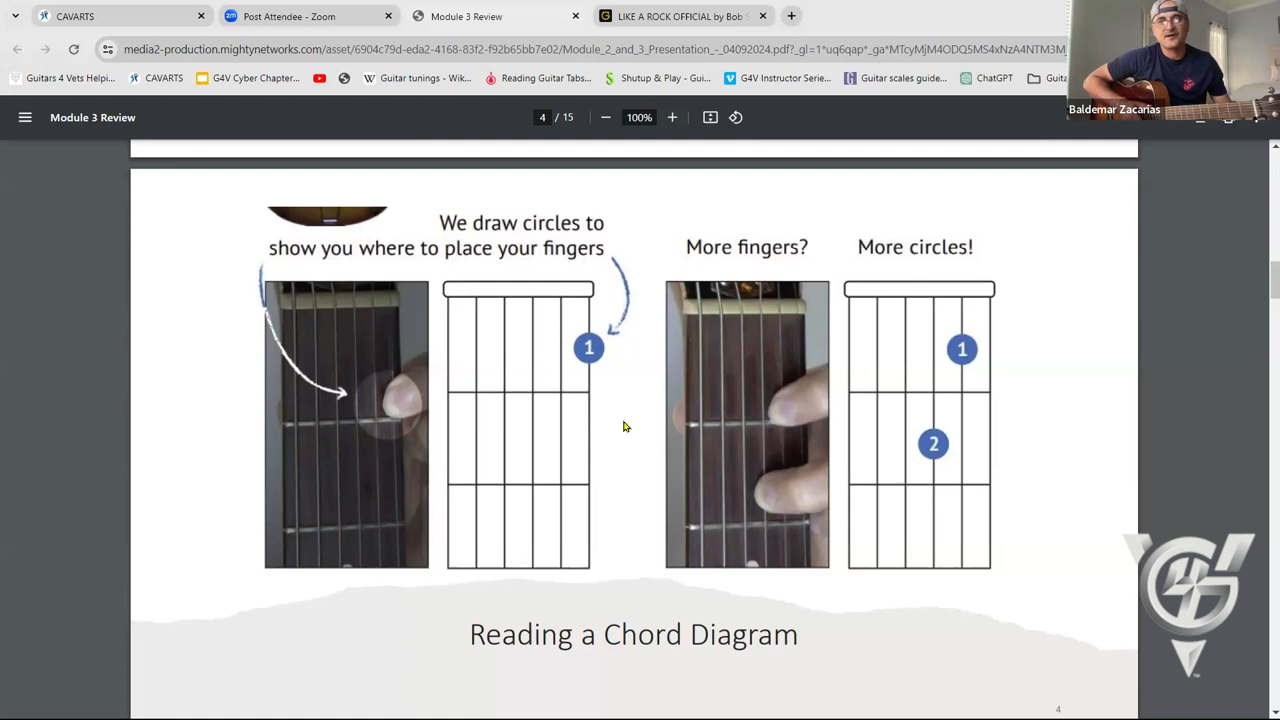 CAVARTS
Post Attendee - Zoom
Module 3 Review
LIKE A ROCK OFFICIAL by Bob S
media2-production.mightynetworks.com/asset/6904c79d-eda2-4168-a3f2-f92b65bb7e02/Module_2_and_3_Presentation_-_04092024.pdf?_gl=1*uq6qap*_ga*MTcyMjM4ODQ5MS4xNzA4NTM3M
Guitars 4 Vets Helpi...
CAVARTS
G4V Cyber Chapter...
Guitar tunings - Wik...
Reading Guitar Tabs...
Shutup & Play - Gui...
G4V Instructor Serie...
Guitar scales guide...
ChatGPT
Guita
Baldemar Zacarias
Module 3 Review
4 / 15
100%
We draw circles to
show you where to place your fingers
More fingers?
More circles!
1
1
2
Reading a Chord Diagram
4